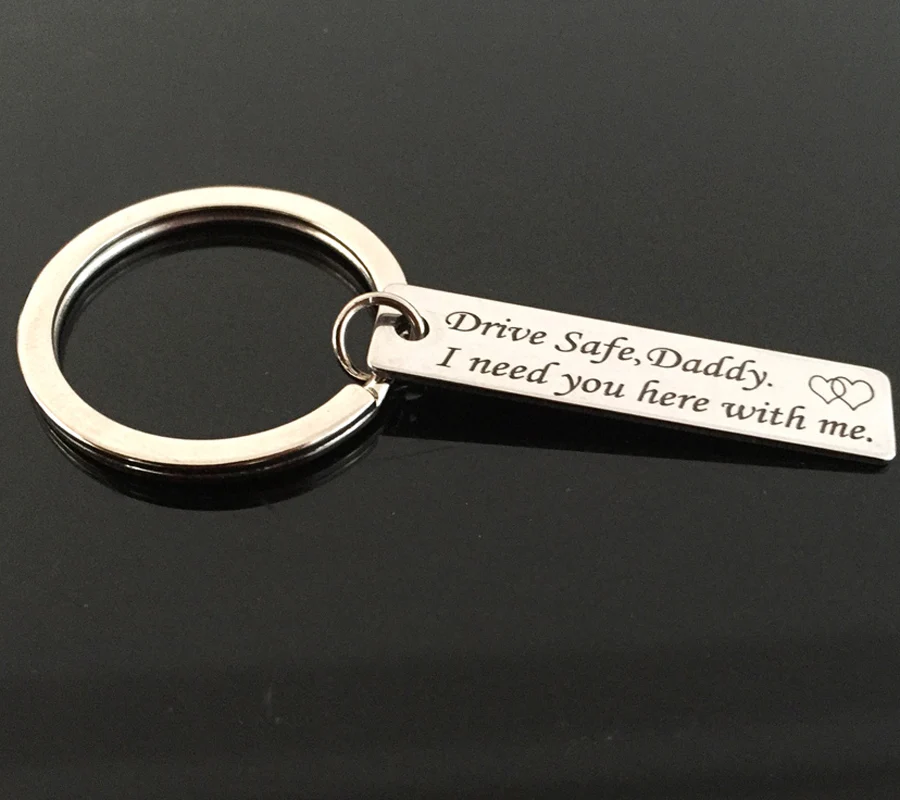 Drive Safe,Daddy.
I need you here with me.